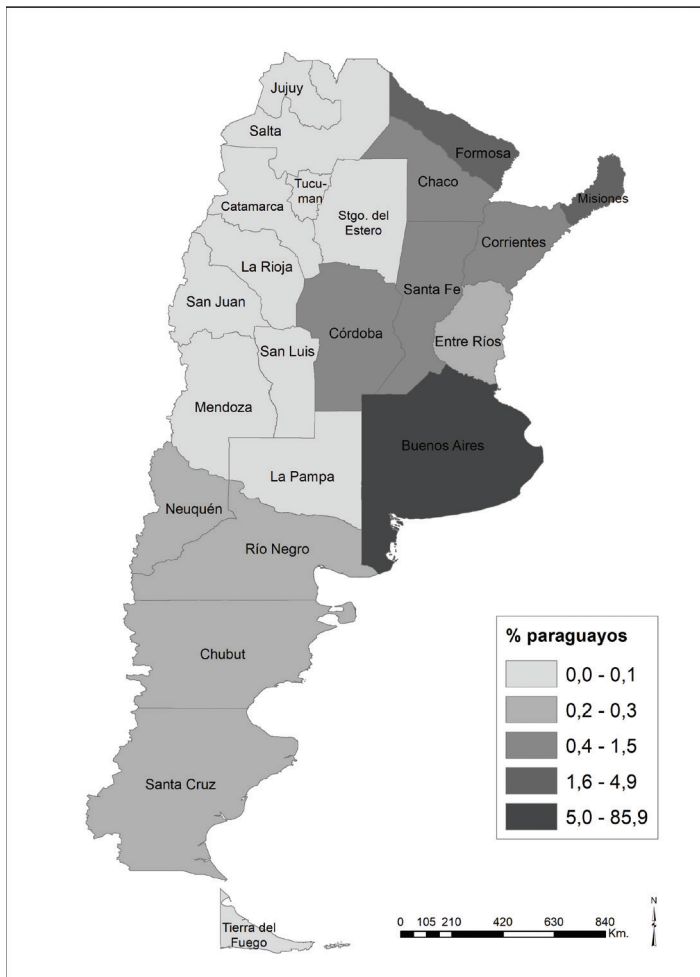 Jujuy
Salta
Formosa
Chaco
Tucu-
man
Misiones
Catamarca
Stgo. del
Estero
Corrientes
La Rioja
Santa Fe
San Juan
Córdoba
Entre Ríos
San Luis
Mendoza
Buenos Aires
La Pampa
Neuquén
Río Negro
Chubut
Santa Cruz
Tierra del
Fuego
% paraguayos
0,0 - 0,1
0,2 - 0,3
0,4 - 1,5
1,6 - 4,9
5,0 - 85,9
N
0 105 210 420 630 840
Km.